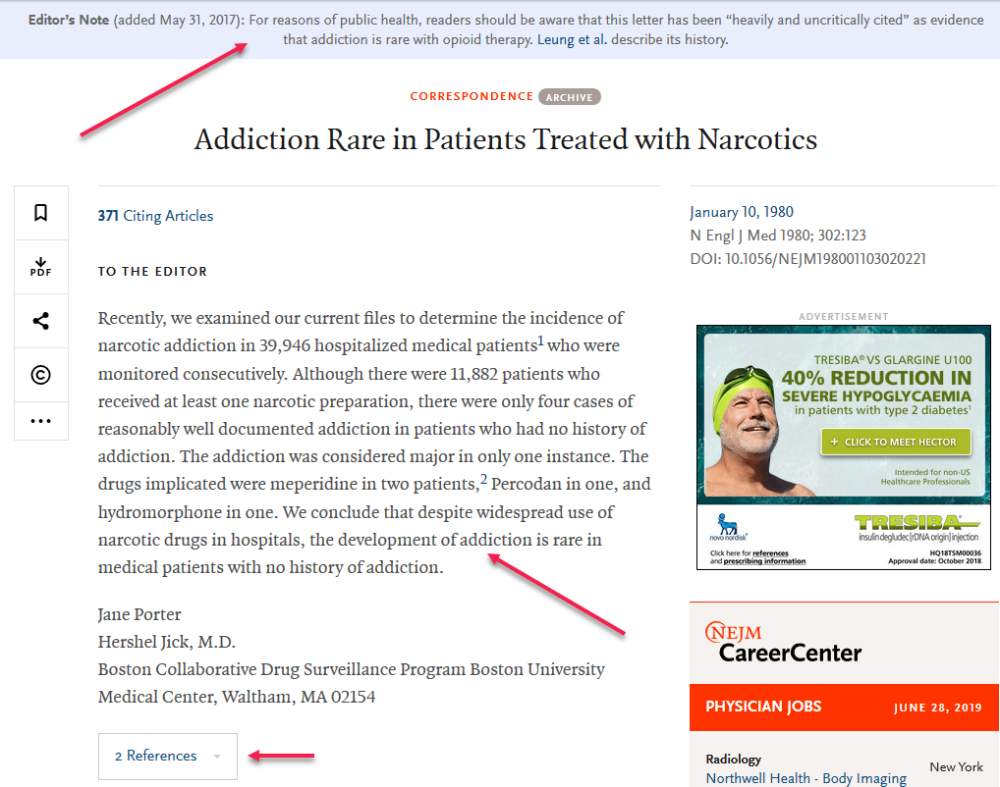 Editor's Note (added May 31, 2017): For reasons of public health, readers should be aware that this letter has been “heavily and uncritically cited” as evidence
that addiction is rare with opioid therapy. Leung et al. describe its history.
CORRESPONDENCE ARCHIVE
Addiction Rare in Patients Treated with Narcotics
371 Citing Articles
PDF
TO THE EDITOR
Recently, we examined our current files to determine the incidence of
narcotic addiction in 39,946 hospitalized medical patients1 who were
monitored consecutively. Although there were 11,882 patients who
received at least one narcotic preparation, there were only four cases of
reasonably well documented addiction in patients who had no history of
addiction. The addiction was considered major in only one instance. The
drugs implicated were meperidine in two patients,2 Percodan in one, and
hydromorphone in one. We conclude that despite widespread use of
narcotic drugs in hospitals, the development of addiction is rare in
medical patients with no history of addiction.
Jane Porter
Hershel Jick, M.D.
Boston Collaborative Drug Surveillance Program Boston University
Medical Center, Waltham, MA 02154
2 References
January 10, 1980
N Engl J Med 1980; 302:123
DOI: 10.1056/NEJM198001103020221
ADVERTISEMENT
TRESIBA® VS GLARGINE U100
40% REDUCTION IN
SEVERE HYPOGLYCAEMIA
in patients with type 2 diabetes1
+ CLICK TO MEET HECTOR
Intended for non-US
Healthcare Professionals
novo nordisk®
TRESIBA®
insulin degludec [rDNA origin] injection
Click here for references
and prescribing information
HQ18TSM00036
Approval date: October 2018
NEJM
CareerCenter
PHYSICIAN JOBS JUNE 28, 2019
Radiology
Northwell Health - Body Imaging
New York